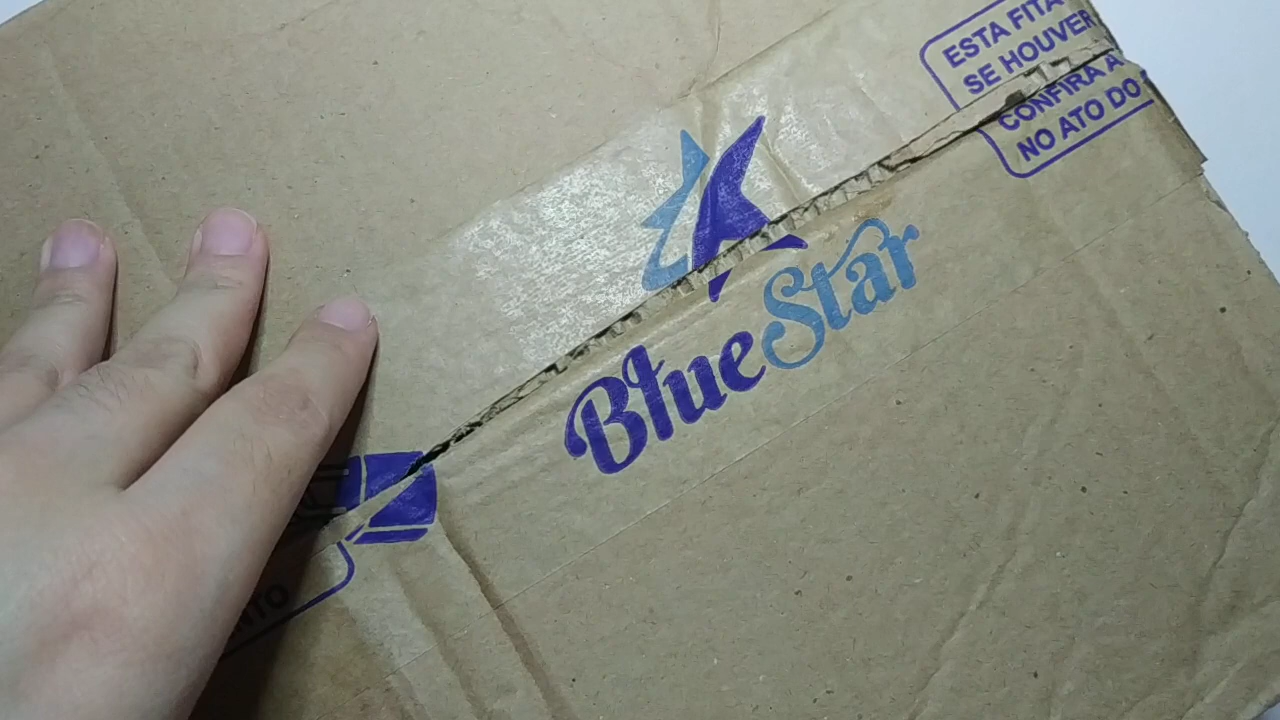 ESTA FITA
SE HOUVER
CONFIRA A
NO ATO DO
BlueStar